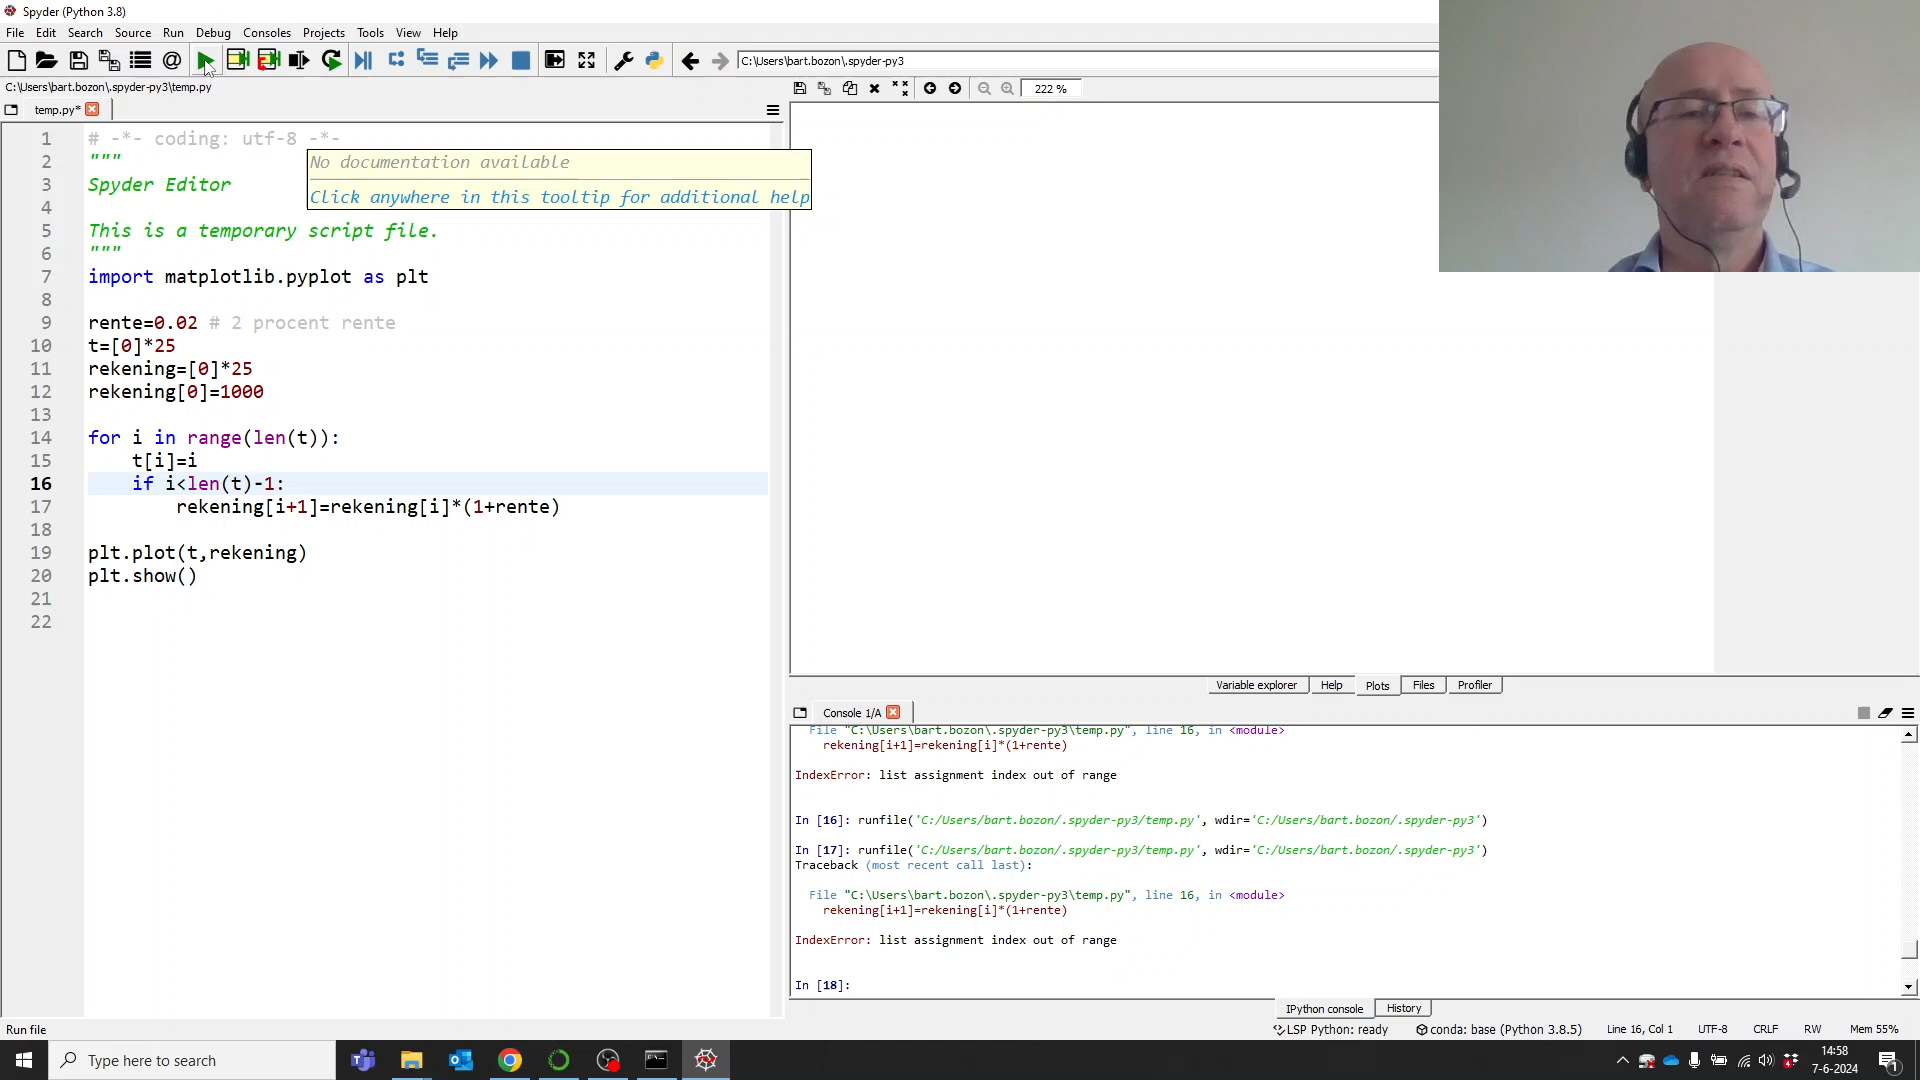 Spyder (Python 3.8)
File Edit Search Source Run Debug Consoles Projects Tools View Help
C:\Users\bart.bozon\.spyder-py3
C:\Users\bart.bozon\.spyder-py3\temp.py
222 %
temp.py*
1 # -*- coding: utf-8 -*-
2 """
No documentation available
3 Spyder Editor
Click anywhere in this tooltip for additional help
4
5 This is a temporary script file.
6 """
7 import matplotlib.pyplot as plt
8
9 rente=0.02 # 2 procent rente
10 t=[0]*25
11 rekening=[0]*25
12 rekening[0]=1000
13
14 for i in range(len(t)):
15 t[i]=i
16 if i<len(t)-1:
17 rekening[i+1]=rekening[i]*(1+rente)
18
19 plt.plot(t,rekening)
20 plt.show()
21
22
Variable explorer Help Plots Files Profiler
Console 1/A
File "C:\Users\bart.bozon\.spyder-py3\temp.py", line 16, in <module>
rekening[i+1]=rekening[i]*(1+rente)
IndexError: list assignment index out of range
In [16]: runfile('C:/Users/bart.bozon/.spyder-py3/temp.py', wdir='C:/Users/bart.bozon/.spyder-py3')
In [17]: runfile('C:/Users/bart.bozon/.spyder-py3/temp.py', wdir='C:/Users/bart.bozon/.spyder-py3')
Traceback (most recent call last):
File "C:\Users\bart.bozon\.spyder-py3\temp.py", line 16, in <module>
rekening[i+1]=rekening[i]*(1+rente)
IndexError: list assignment index out of range
In [18]:
IPython console History
Run file
LSP Python: ready conda: base (Python 3.8.5) Line 16, Col 1 UTF-8 CRLF RW Mem 55%
Type here to search
14:58
7-6-2024